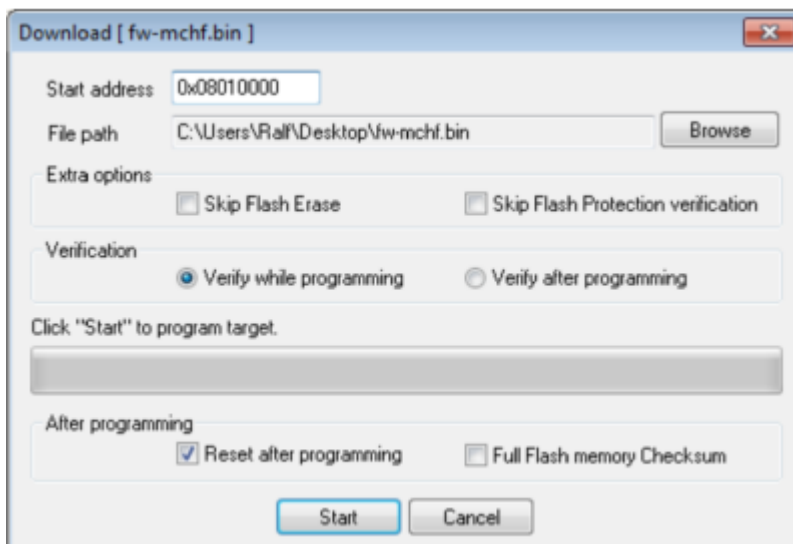 Download [ fw-mchf.bin ]
Start address 0x08010000
File path C:\Users\Ralf\Desktop\fw-mchf.bin Browse
Extra options
Skip Flash Erase Skip Flash Protection verification
Verification
Verify while programming Verify after programming
Click "Start" to program target.
After programming
Reset after programming Full Flash memory Checksum
Start Cancel